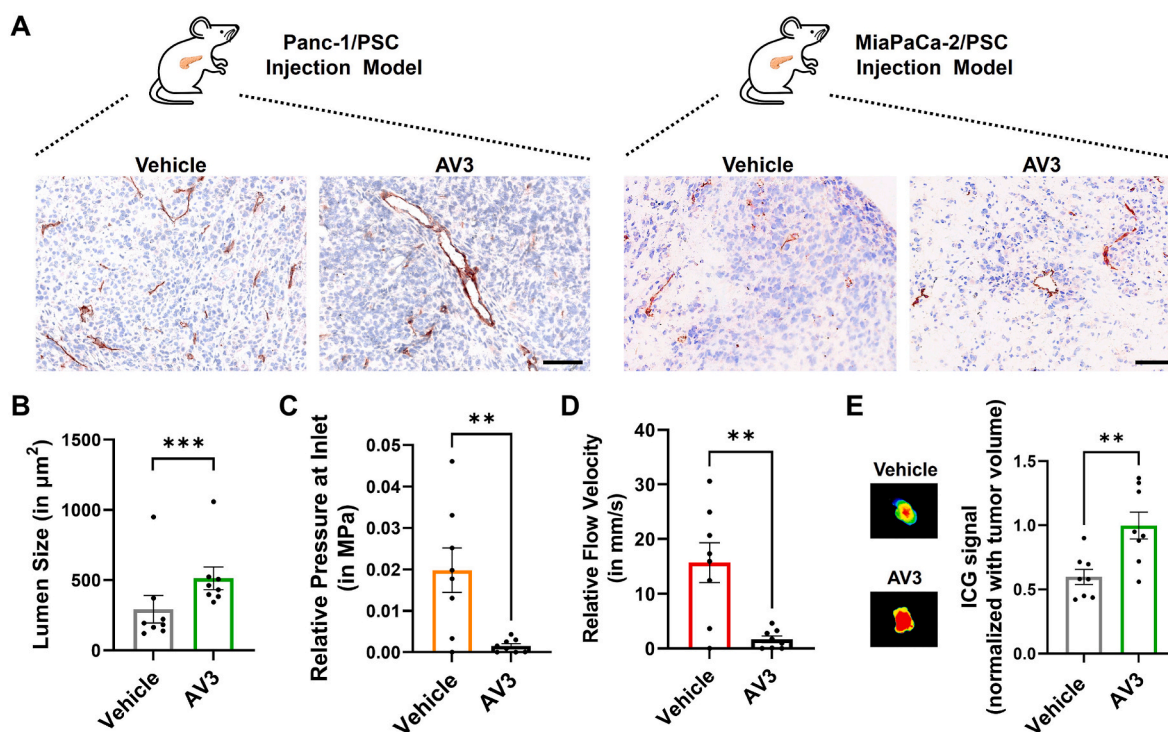 A
Panc-1/PSC
Injection Model
MiaPaCa-2/PSC
Injection Model
Vehicle
AV3
Vehicle
AV3
B
Lumen Size (in µm²)
1500
1000
500
0
***
Vehicle
AV3
C
Relative Pressure at Inlet
(in MPa)
0.05
0.04
0.03
0.02
0.01
0.00
**
Vehicle
AV3
D
Relative Flow Velocity
(in mm/s)
40
30
20
10
0
**
Vehicle
AV3
E
Vehicle
AV3
ICG signal
(normalized with tumor volume)
1.5
1.0
0.5
0.0
**
Vehicle
AV3